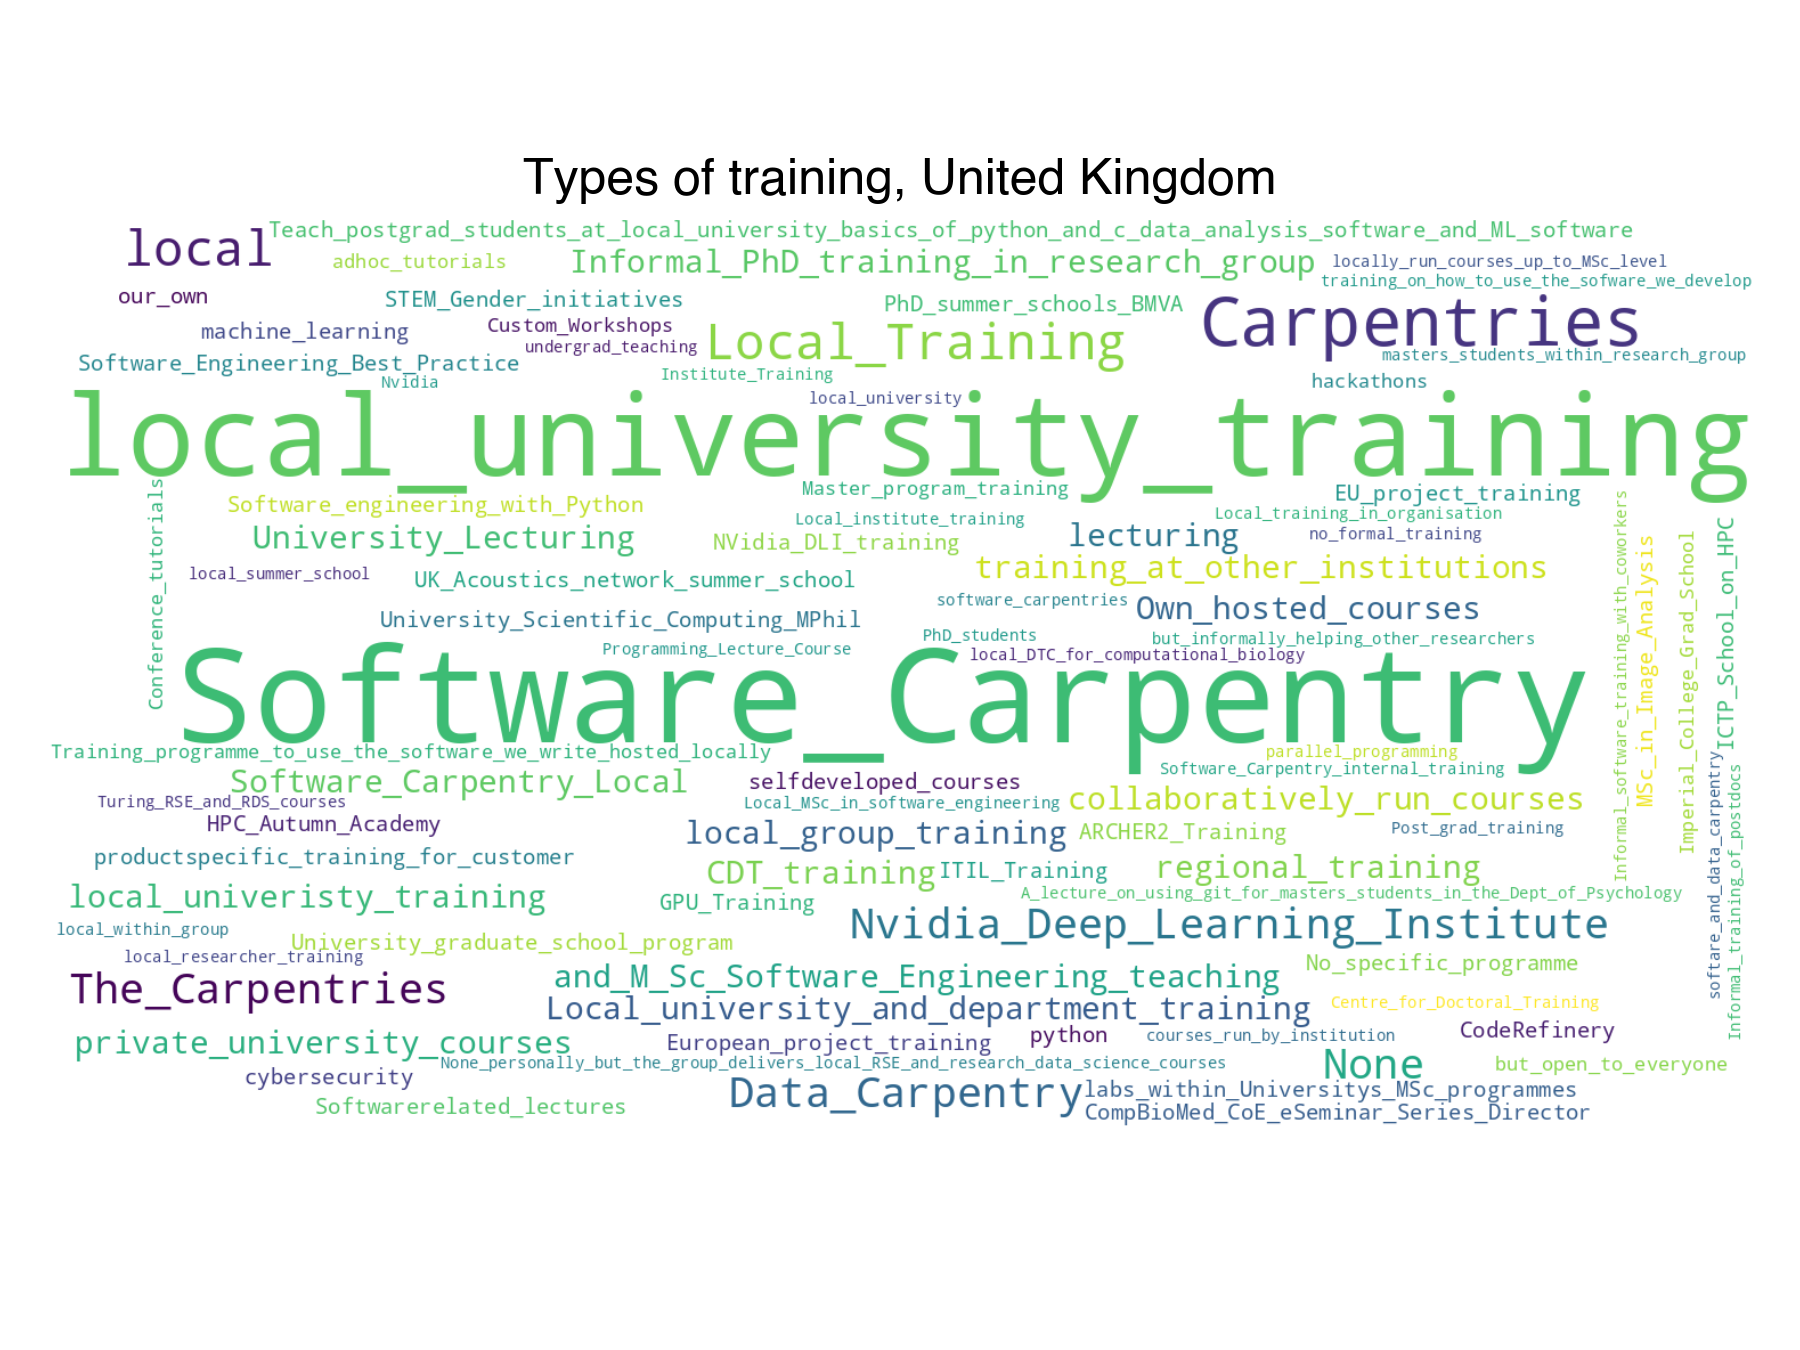 Types of training, United Kingdom
Teach_postgrad_students_at_local_university_basics_of_python_and_c_data_analysis_software_and_ML_software
local
adhoc_tutorials
Informal_PhD_training_in_research_group
locally_run_courses_up_to_MSc_level
training_on_how_to_use_the_sofware_we_develop
our_own
STEM_Gender_initiatives
PhD_summer_schools_BMVA
Carpentries
machine_learning
Custom_Workshops
undergrad_teaching
Local_Training
masters_students_within_research_group
Software_Engineering_Best_Practice
Nvidia
Institute_Training
hackathons
local_university
local_university_training
Conference_tutorials
Software_engineering_with_Python
Master_program_training
EU_project_training
Local_institute_training
Local_training_in_organisation
University_Lecturing
NVidia_DLI_training
lecturing
no_formal_training
local_summer_school
UK_Acoustics_network_summer_school
training_at_other_institutions
software_carpentries
Own_hosted_courses
University_Scientific_Computing_MPhil
PhD_students
but_informally_helping_other_researchers
Programming_Lecture_Course
local_DTC_for_computational_biology
Software_Carpentry
Informal_software_training_with_coworkers
MSc_in_Image_Analysis
Imperial_College_Grad_School
ICTP_School_on_HPC
Training_programme_to_use_the_software_we_write_hosted_locally
parallel_programming
Software_Carpentry_internal_training
Software_Carpentry_Local
selfdeveloped_courses
Turing_RSE_and_RDS_courses
Local_MSc_in_software_engineering
collaboratively_run_courses
HPC_Autumn_Academy
local_group_training
ARCHER2_Training
Post_grad_training
softare_and_data_carpentry
Informal_training_of_postdocs
productspecific_training_for_customer
CDT_training
ITIL_Training
regional_training
local_univeristy_training
GPU_Training
A_lecture_on_using_git_for_masters_students_in_the_Dept_of_Psychology
local_within_group
University_graduate_school_program
Nvidia_Deep_Learning_Institute
local_researcher_training
The_Carpentries
and_M_Sc_Software_Engineering_teaching
No_specific_programme
Local_university_and_department_training
Centre_for_Doctoral_Training
private_university_courses
European_project_training
python
courses_run_by_institution
CodeRefinery
None_personally_but_the_group_delivers_local_RSE_and_research_data_science_courses
None
but_open_to_everyone
cybersecurity
Data_Carpentry
labs_within_Universitys_MSc_programmes
Softwarerelated_lectures
CompBioMed_CoE_eSeminar_Series_Director